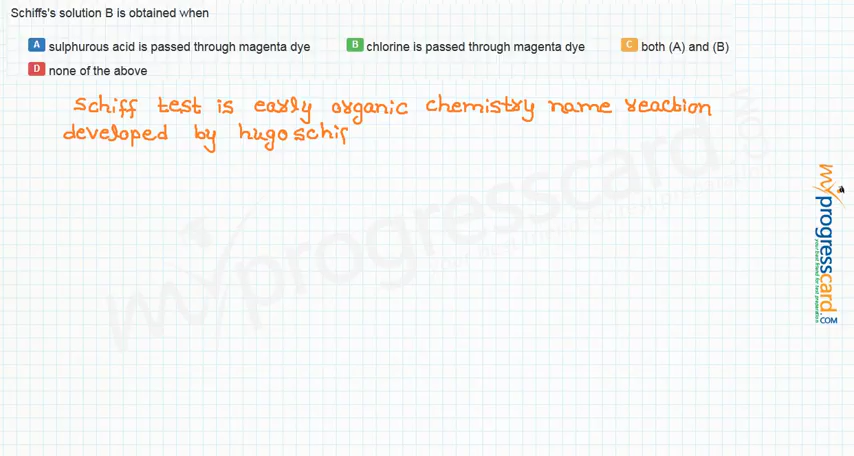 Schiffs's solution B is obtained when
A sulphurous acid is passed through magenta dye B chlorine is passed through magenta dye C both (A) and (B)
D none of the above
Schiff test is early organic chemistry name reaction
developed by hugo schif
myprogresscard.com
myprogresscard
.COM